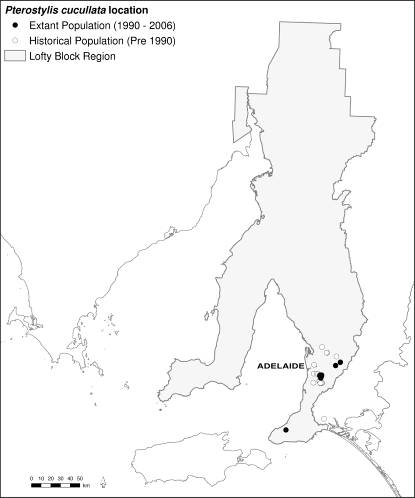 Pterostylis cucullata location
Extant Population (1990 - 2006)
Historical Population (Pre 1990)
Lofty Block Region
ADELAIDE
0 10 20 30 40 50
km